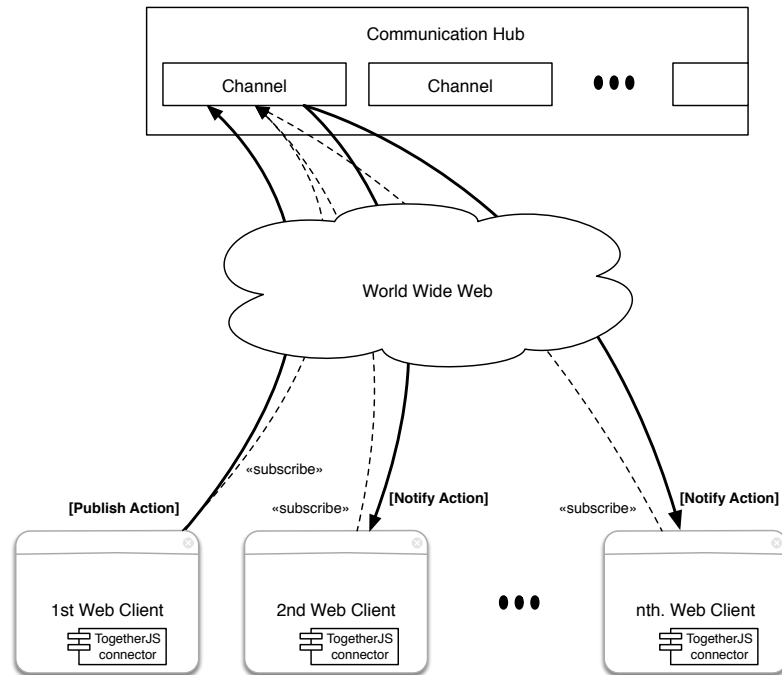 Communication Hub
Channel
Channel
World Wide Web
«subscribe»
[Publish Action]
«subscribe»
[Notify Action]
«subscribe»
[Notify Action]
1st Web Client
TogetherJS
connector
2nd Web Client
TogetherJS
connector
nth. Web Client
TogetherJS
connector